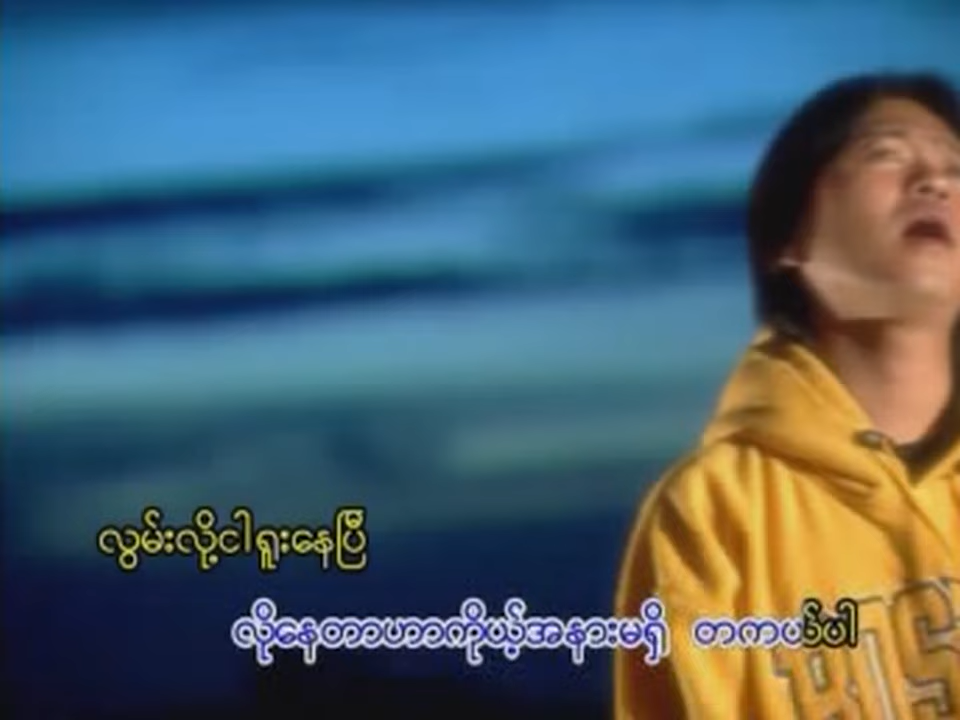 လွမ်းလို့ငါရူးနေပြီ
လိုနေတာဟာကိုယ့်အနားမရှိ တကယ်ပါ